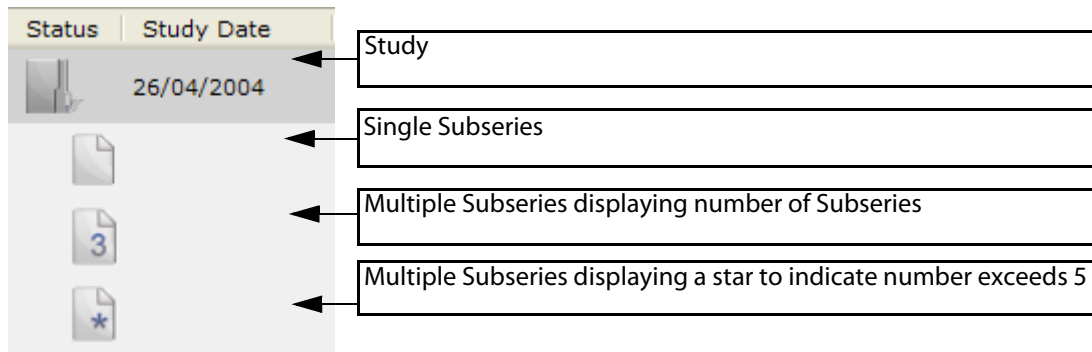 Status Study Date
Study
26/04/2004
Single Subseries
Multiple Subseries displaying number of Subseries
3
Multiple Subseries displaying a star to indicate number exceeds 5
*